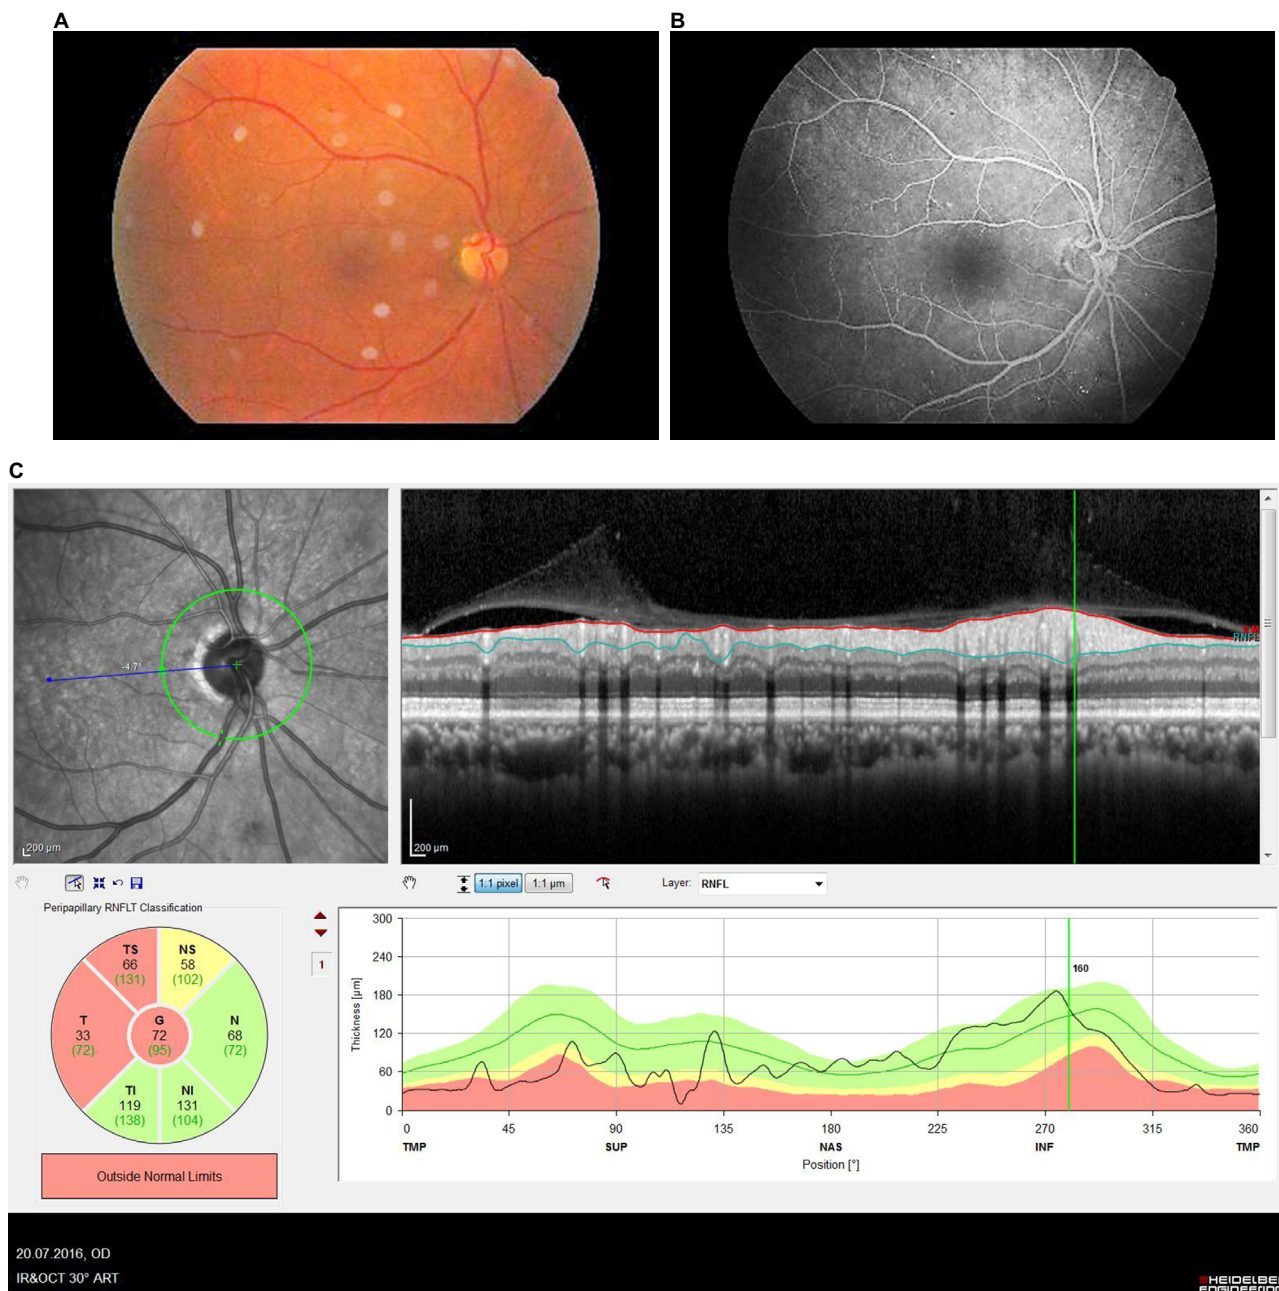 A
B
C
-4.7°
200 µm
RNFL
200 µm
1:1 pixel
1:1 µm
Layer:
RNFL
Peripapillary RNFLT Classification
TS
66
(131)
NS
58
(102)
T
33
(72)
G
72
(95)
N
68
(72)
TI
119
(138)
NI
131
(104)
Outside Normal Limits
1
300
240
180
120
60
0
Thickness [µm]
160
0
45
90
135
180
225
270
315
360
TMP
SUP
NAS
INF
TMP
Position [°]
20.07.2016, OD
IR&OCT 30° ART
HEIDELBE
ENGINEERING